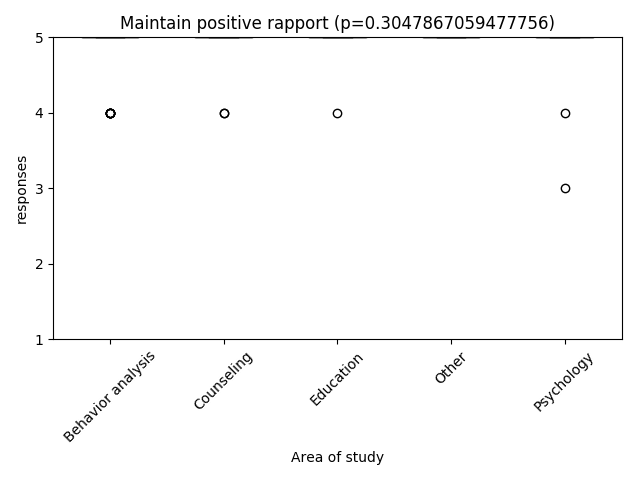 Maintain positive rapport (p=0.3047867059477756)
5
4
3
2
1
responses
Behavior analysis
Counseling
Education
Other
Psychology
Area of study